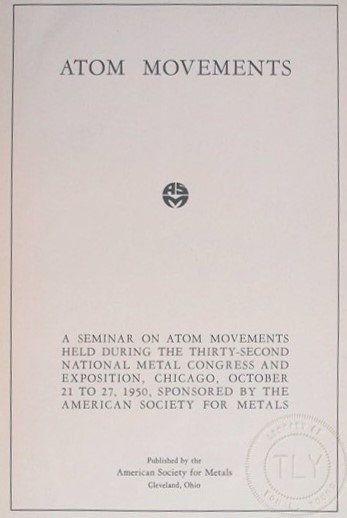 ATOM MOVEMENTS
ASM
A SEMINAR ON ATOM MOVEMENTS
HELD DURING THE THIRTY-SECOND
NATIONAL METAL CONGRESS AND
EXPOSITION, CHICAGO, OCTOBER
21 TO 27, 1950, SPONSORED BY THE
AMERICAN SOCIETY FOR METALS
Published by the
American Society for Metals
Cleveland, Ohio
TLY